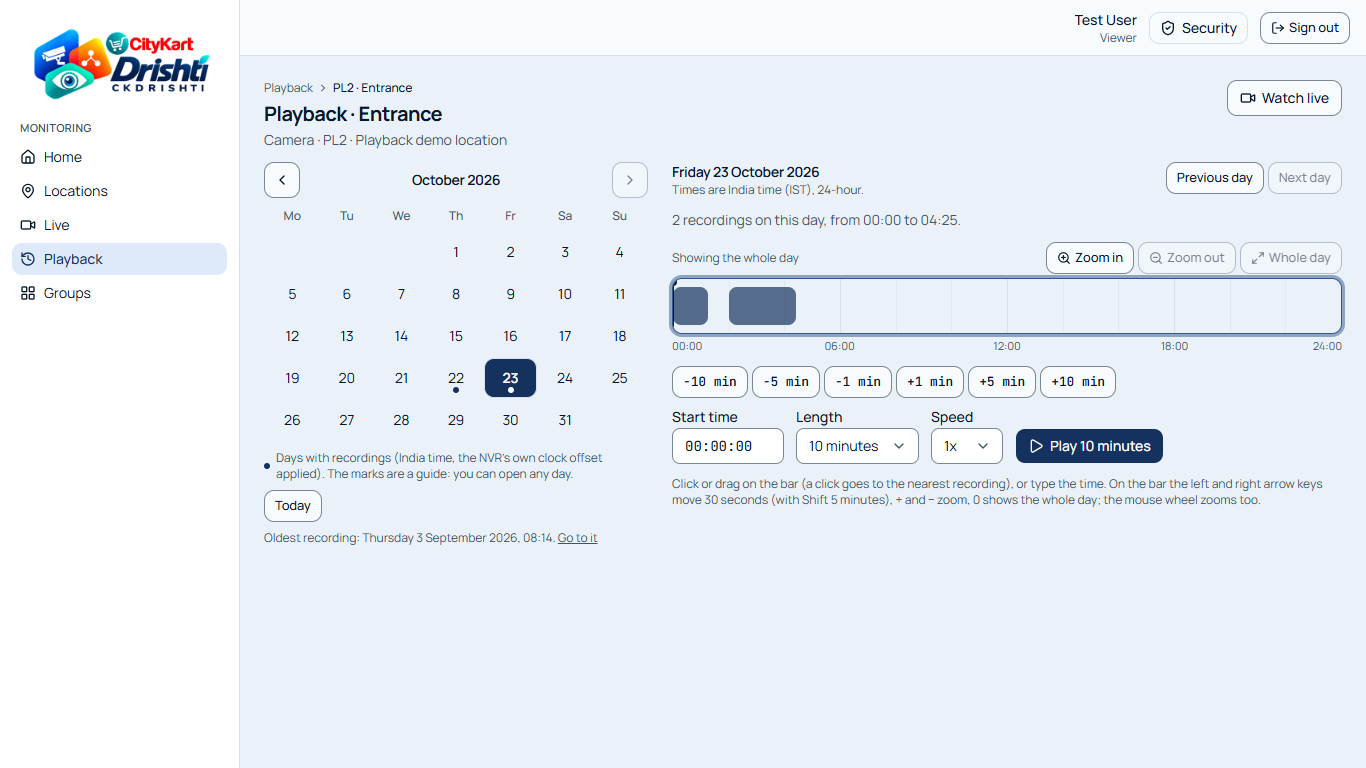 CityKart
Drishti
CKDRISHTI
MONITORING
Home
Locations
Live
Playback
Groups
Test User
Viewer
Security
Sign out
Playback > PL2 · Entrance
Playback · Entrance
Camera · PL2 · Playback demo location
Watch live
October 2026
Mo Tu We Th Fr Sa Su
1 2 3 4
5 6 7 8 9 10 11
12 13 14 15 16 17 18
19 20 21 22 23 24 25
26 27 28 29 30 31
Days with recordings (India time, the NVR's own clock offset
applied). The marks are a guide: you can open any day.
Today
Oldest recording: Thursday 3 September 2026, 08:14. Go to it
Friday 23 October 2026
Times are India time (IST), 24-hour.
Previous day
Next day
2 recordings on this day, from 00:00 to 04:25.
Showing the whole day
Zoom in
Zoom out
Whole day
00:00 06:00 12:00 18:00 24:00
-10 min -5 min -1 min +1 min +5 min +10 min
Start time Length Speed
00:00:00 10 minutes 1x Play 10 minutes
Click or drag on the bar (a click goes to the nearest recording), or type the time. On the bar the left and right arrow keys
move 30 seconds (with Shift 5 minutes), + and − zoom, 0 shows the whole day; the mouse wheel zooms too.